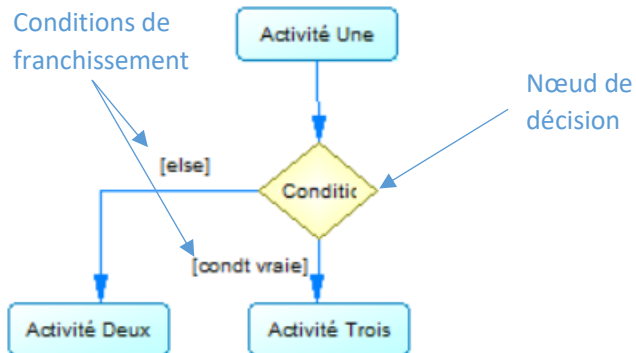 Conditions de
franchissement
Activité Une
Nœud de
décision
[else]
Conditic
[condt vraie]
Activité Deux
Activité Trois